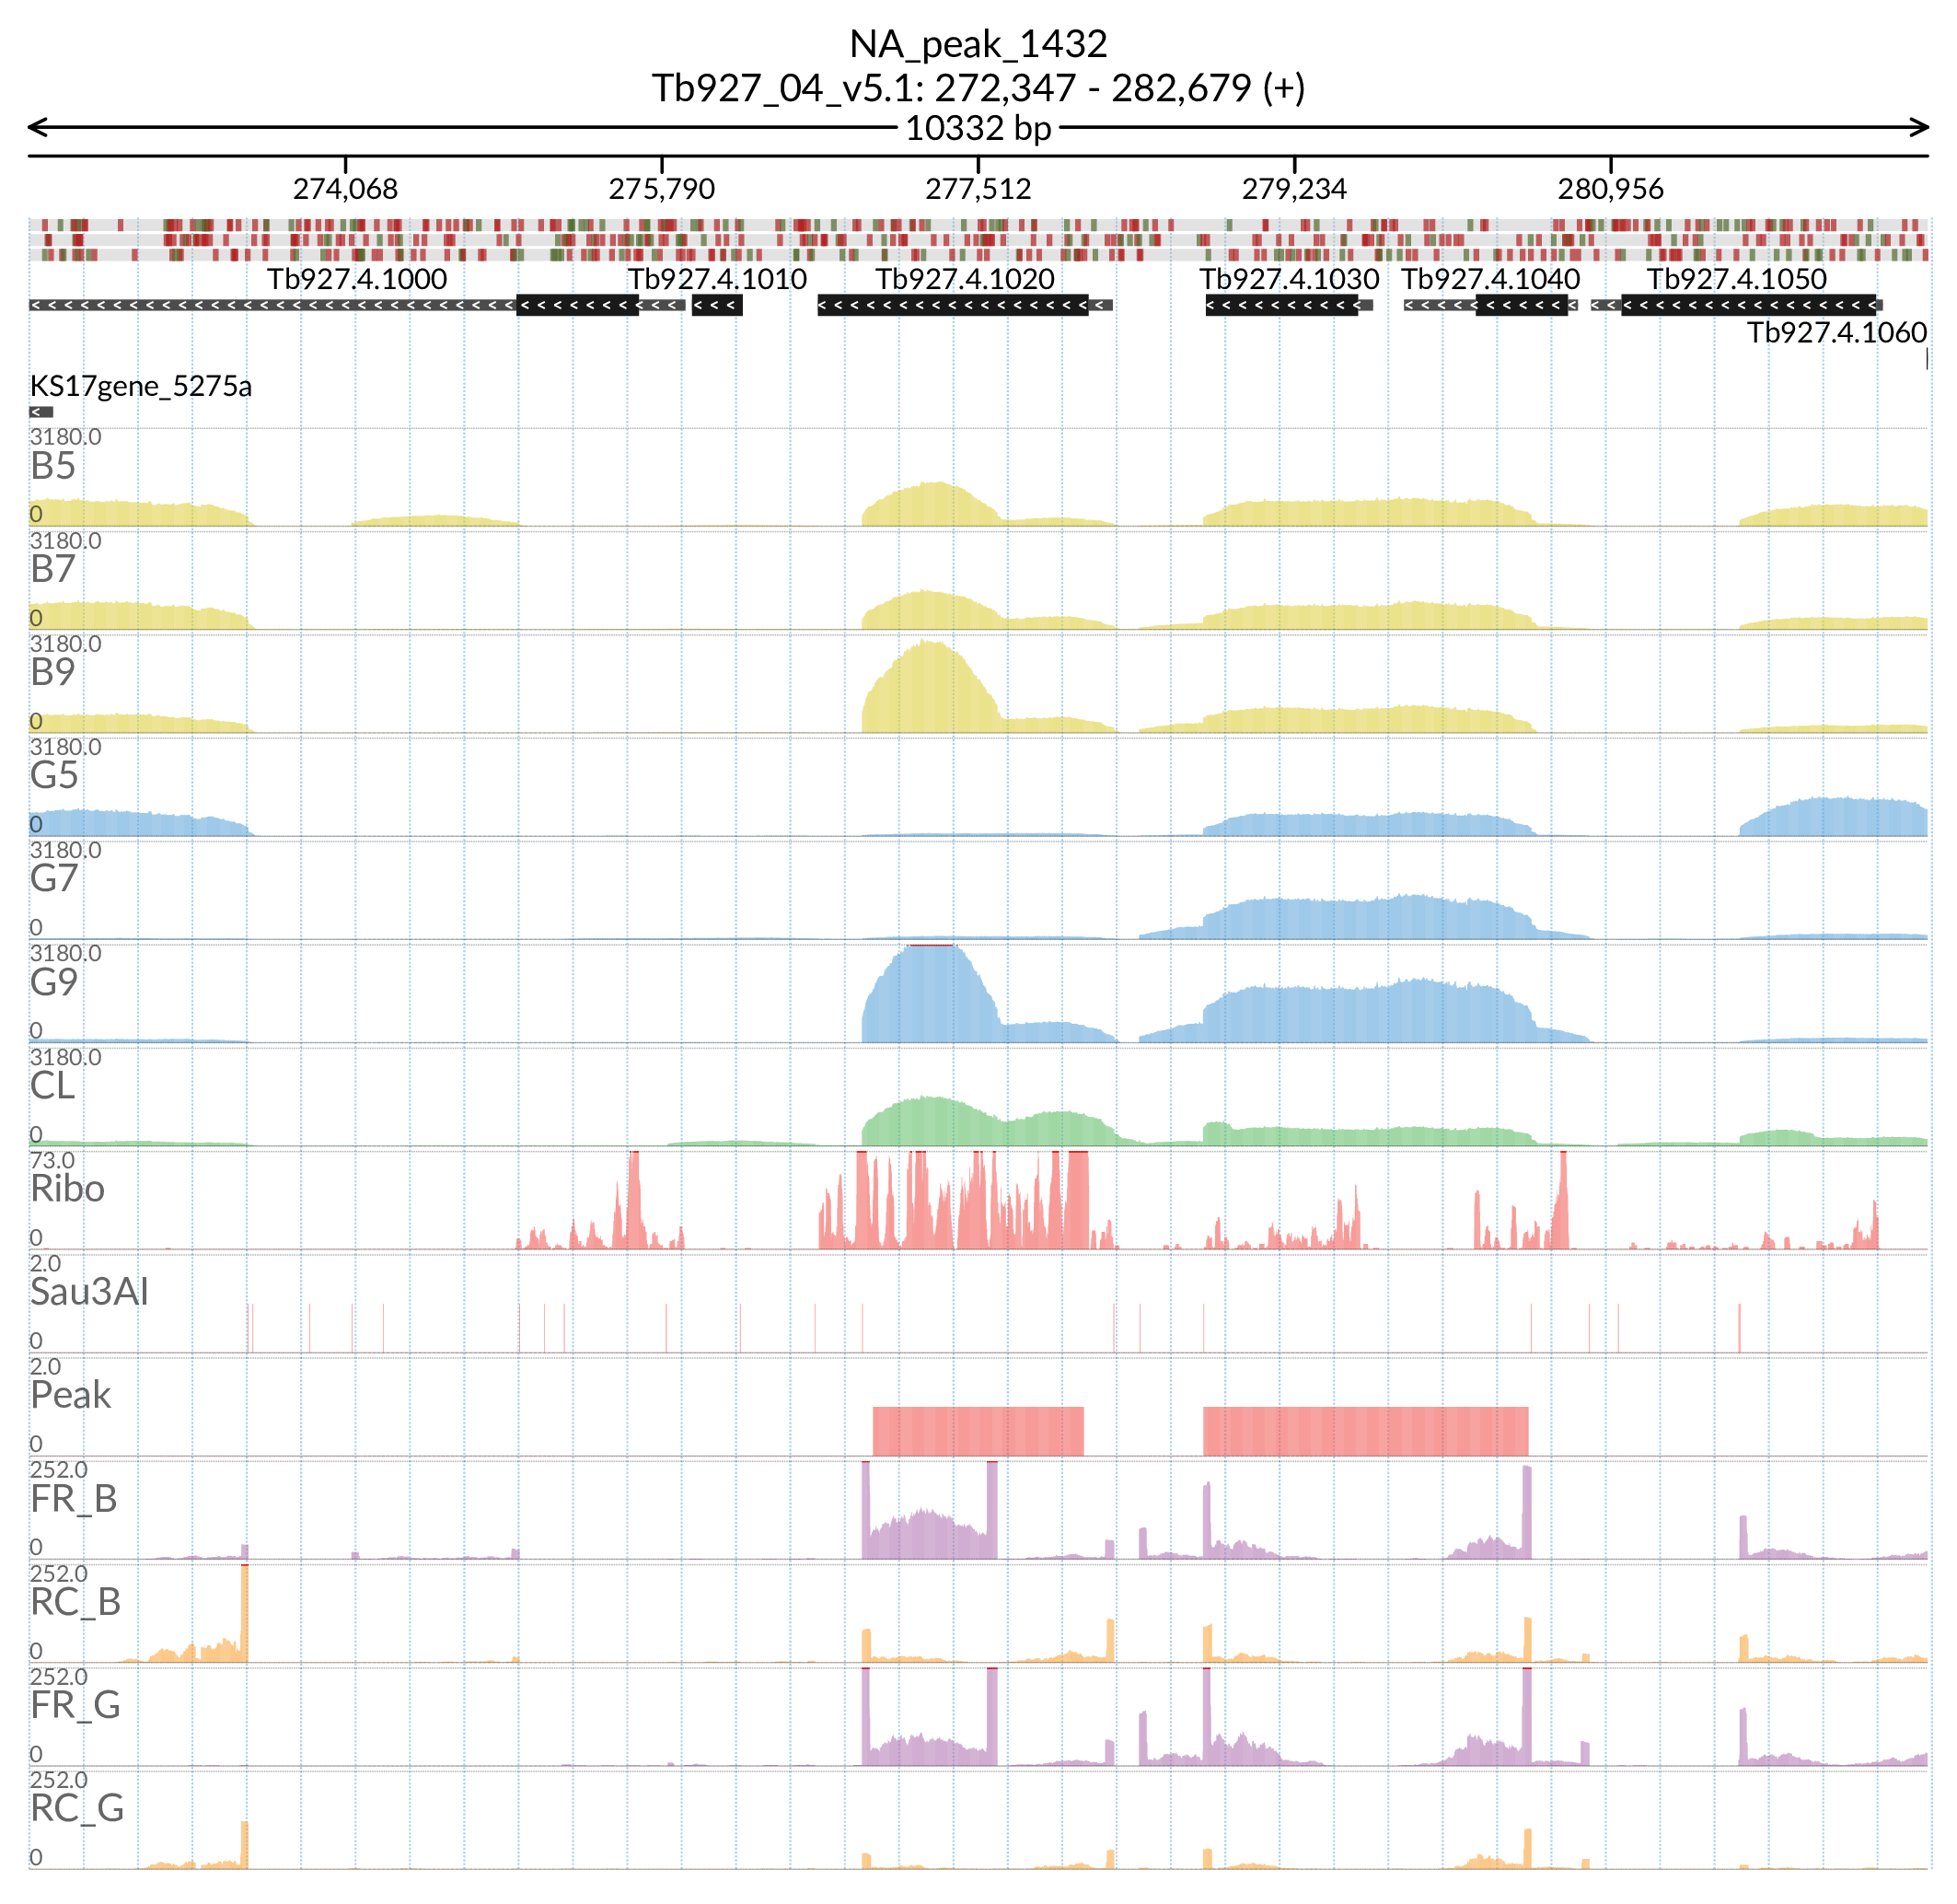 NA_peak_1432
Tb927_04_v5.1: 272,347 - 282,679 (+)
10332 bp
274,068 275,790 277,512 279,234 280,956
Tb927.4.1000 Tb927.4.1010 Tb927.4.1020 Tb927.4.1030 Tb927.4.1040 Tb927.4.1050
Tb927.4.1060
KS17gene_5275a
3180.0
B5
0
3180.0
B7
0
3180.0
B9
0
3180.0
G5
0
3180.0
G7
0
3180.0
G9
0
3180.0
CL
0
73.0
Ribo
0
2.0
Sau3AI
0
2.0
Peak
0
252.0
FR_B
0
252.0
RC_B
0
252.0
FR_G
0
252.0
RC_G
0